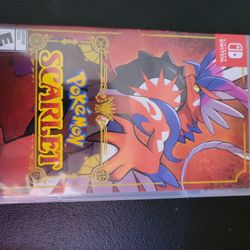 POKÉMON
SCARLET
NINTENDO
SWITCH
E